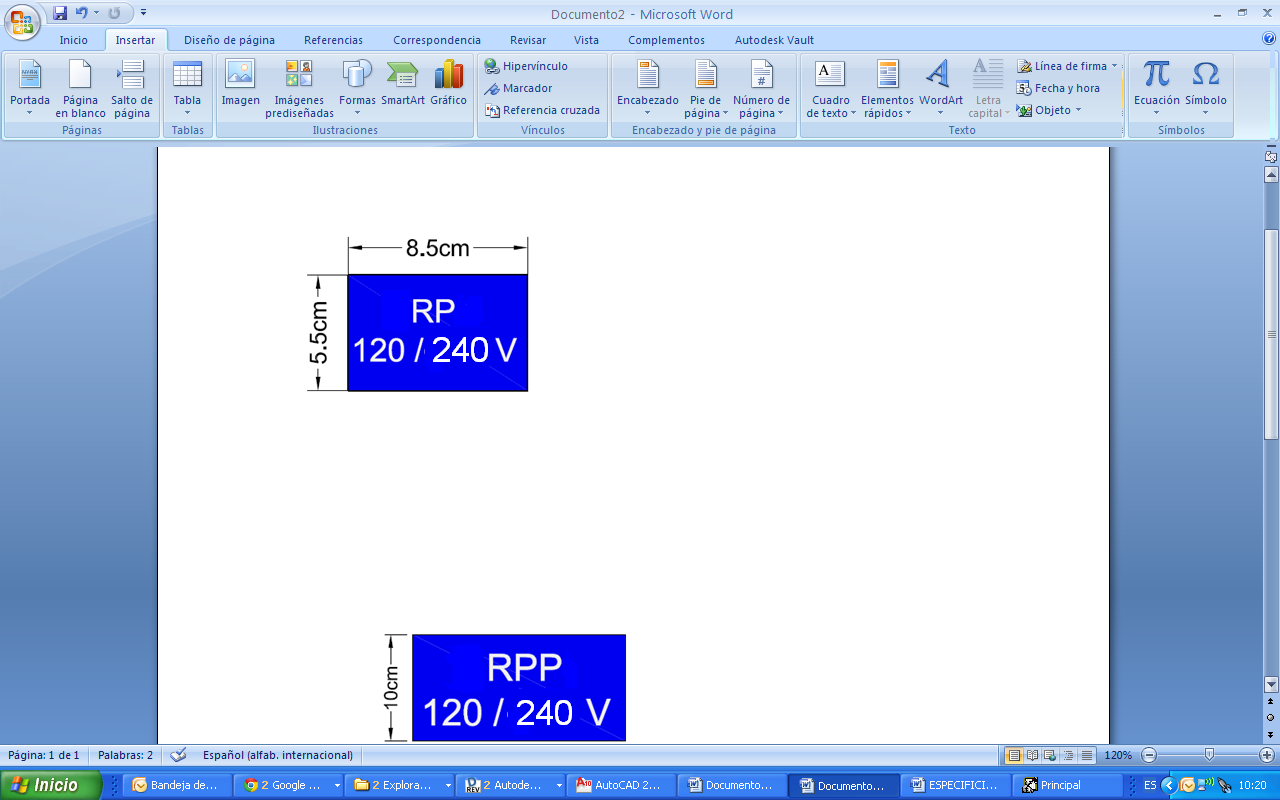 Documento2 - Microsoft Word
Inicio Insertar Diseño de página Referencias Correspondencia Revisar Vista Complementos Autodesk Vault
Portada
Página en blanco
Salto de página
Páginas
Tabla
Tablas
Imagen
Imágenes prediseñadas
Formas
SmartArt
Gráfico
Ilustraciones
Hipervínculo
Marcador
Referencia cruzada
Vínculos
Encabezado
Pie de página
Número de página
Encabezado y pie de página
Cuadro de texto
Elementos rápidos
WordArt
Letra capital
Línea de firma
Fecha y hora
Objeto
Texto
Ecuación
Símbolo
Símbolos
8.5cm
5.5cm
RP
120 / 240 V
10cm
RPP
120 / 240 V
Página: 1 de 1 Palabras: 2 Español (alfab. internacional) 120%
Inicio Bandeja de... 2 Google ... 2 Explora... 2 Autode... AutoCAD 2... Documento... Documento... ESPECIFICI... Principal ES 10:20